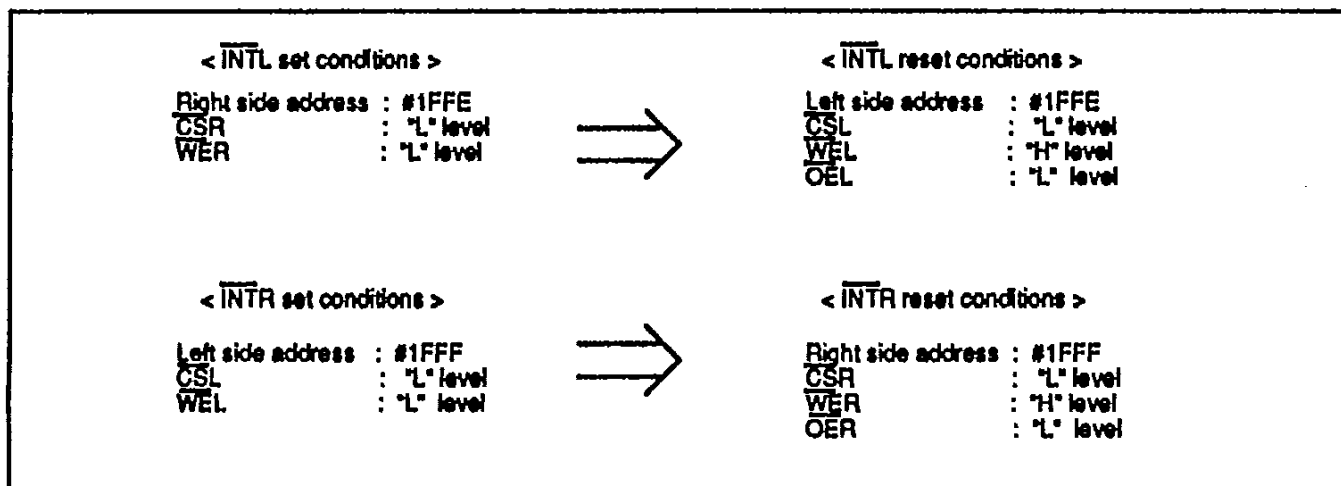 < INTL set conditions >
Right side address : #1FFE
CSR : "L" level
WER : "L" level
< INTL reset conditions >
Left side address : #1FFE
CSL : "L" level
WEL : "H" level
OEL : "L" level
< INTR set conditions >
Left side address : #1FFF
CSL : "L" level
WEL : "L" level
< INTR reset conditions >
Right side address : #1FFF
CSR : "L" level
WER : "H" level
OER : "L" level